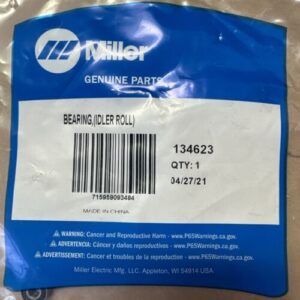 Miller
GENUINE PARTS
BEARING,(IDLER ROLL)
134623
QTY: 1
04/27/21
715959093484
MADE IN CHINA
WARNING: Cancer and Reproductive Harm - www.P65Warnings.ca.gov.
ADVERTENCIA: Cáncer y daños reproductivos - www.P65Warnings.ca.gov.
AVERTISSEMENT: Cancer et troubles de l'appareil reproducteur - www.P65Warnings.ca.gov.
Miller Electric Mfg. LLC. Appleton, WI 54914 USA